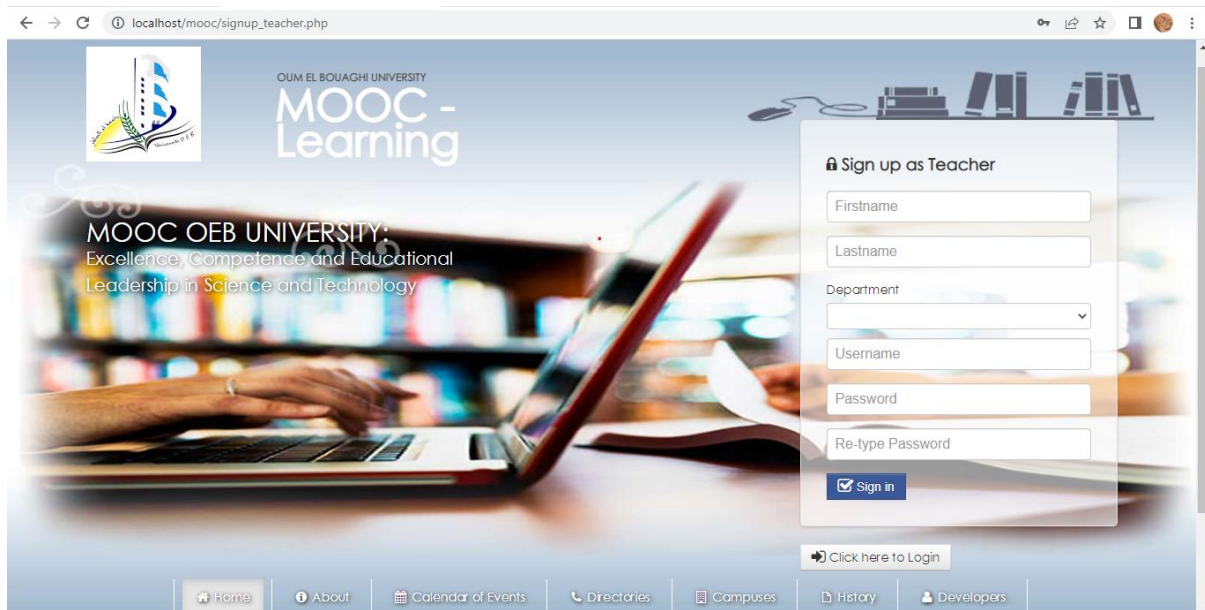 localhost/mooc/signup_teacher.php
OUM EL BOUAGHI UNIVERSITY
MOOC -
Learning
MOOC OEB UNIVERSITY:
Excellence, Competence and Educational
Leadership in Science and Technology
Sign up as Teacher
Firstname
Lastname
Department
Username
Password
Re-type Password
Sign in
Click here to Login
Home
About
Calendar of Events
Directories
Campuses
History
Developers